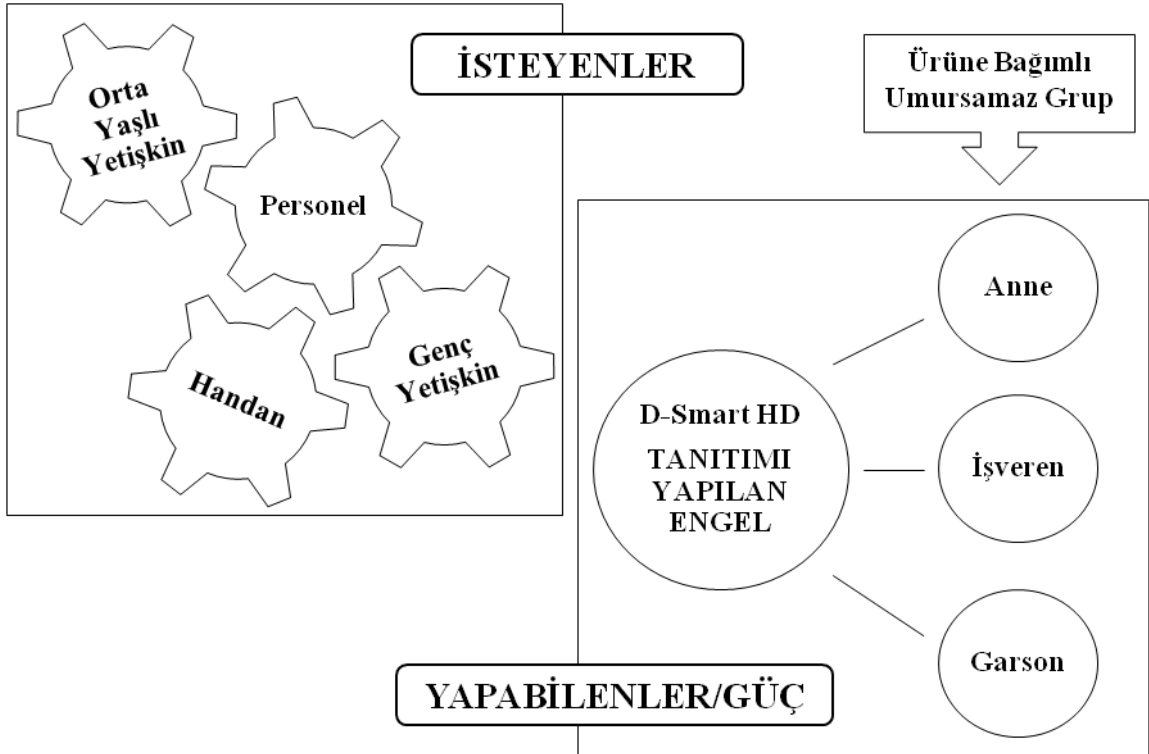 İSTEYENLER
Orta
Yaşlı
Yetişkin
Personel
Handan
Genç
Yetişkin
Ürüne Bağımlı
Umursamaz Grup
Anne
D-Smart HD
TANITIMI
YAPILAN
ENGEL
İşveren
Garson
YAPABİLENLER/GÜÇ